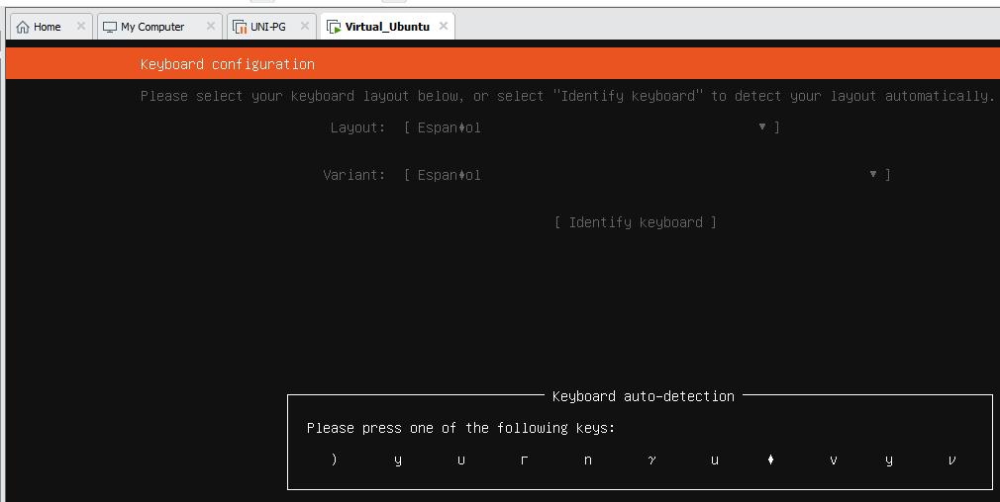 Home My Computer UNI-PG Virtual_Ubuntu
Keyboard configuration
Please select your keyboard layout below, or select "Identify keyboard" to detect your layout automatically.
Layout: [ Espan♦ol ▼ ]
Variant: [ Espan♦ol ▼ ]
[ Identify keyboard ]
Keyboard auto-detection
Please press one of the following keys:
) y υ г n γ u ♦ v y ν